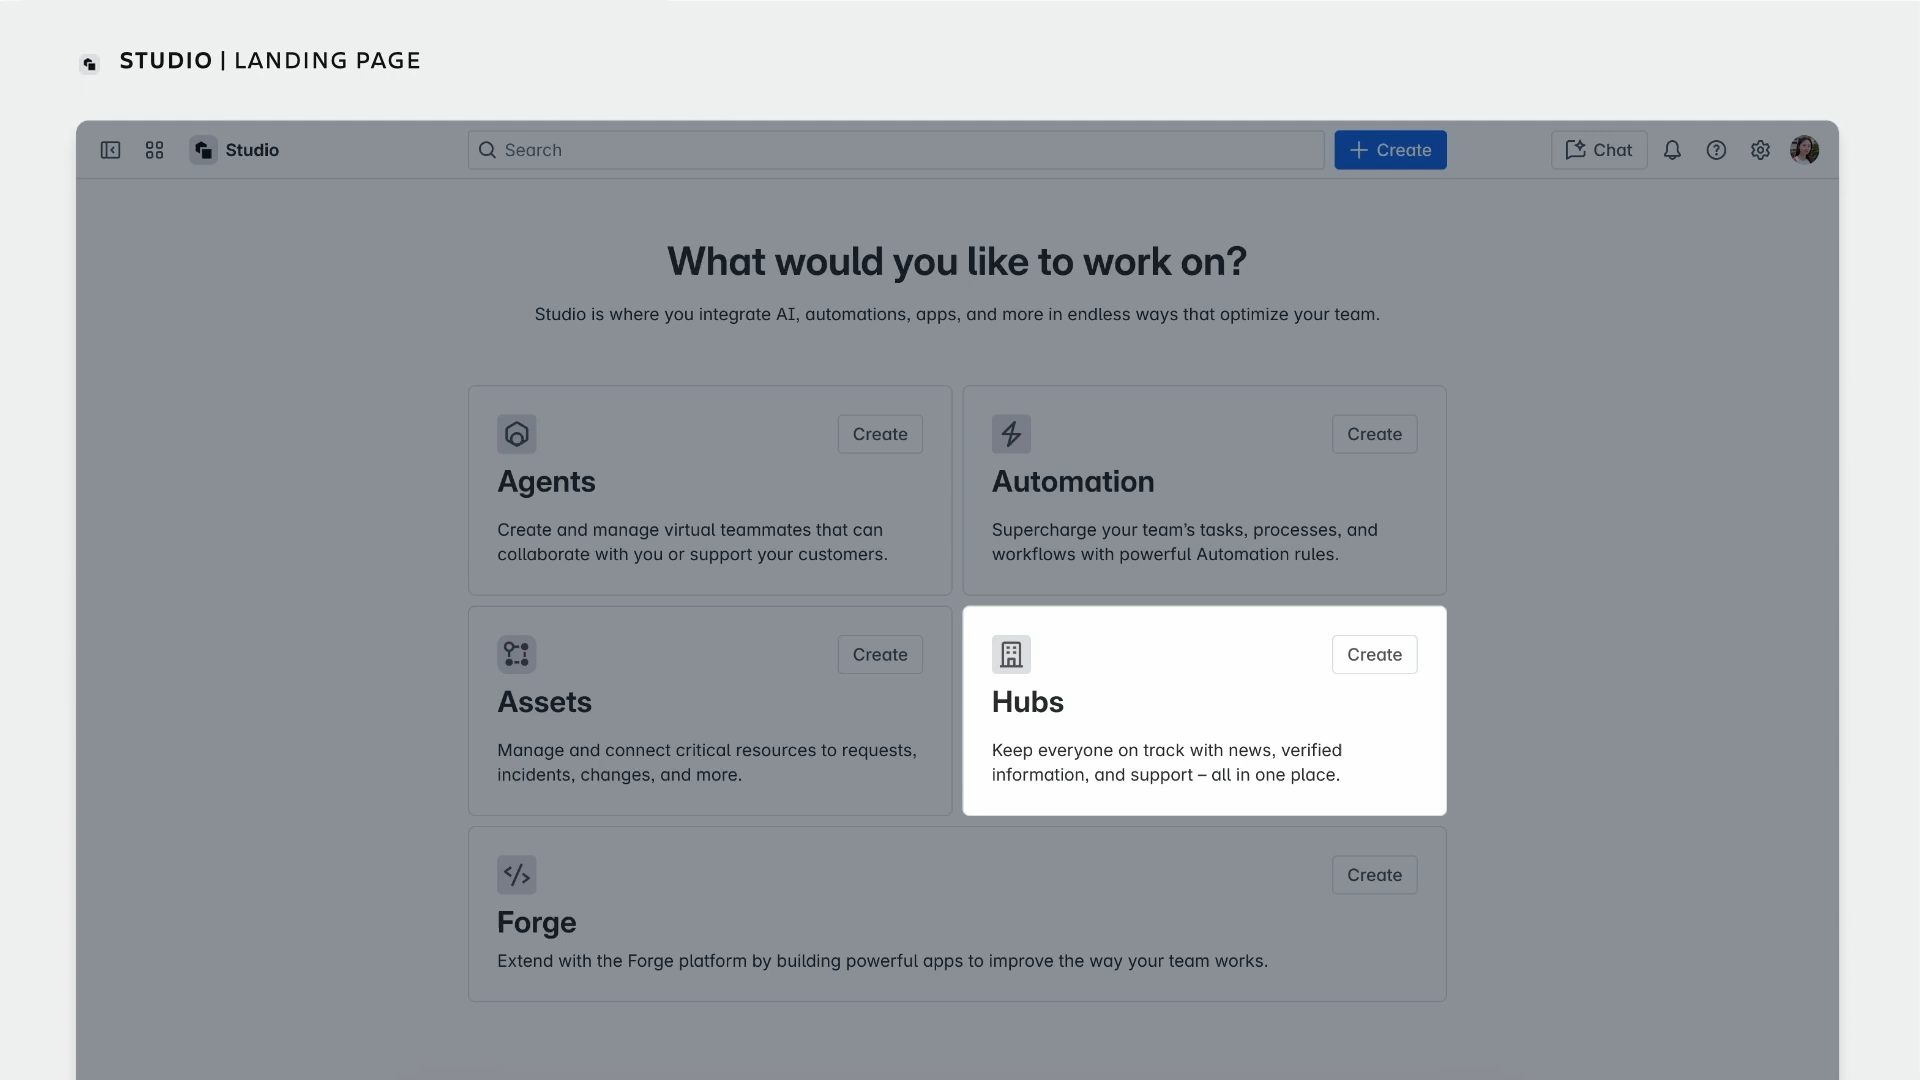 STUDIO | LANDING PAGE
Studio
Search
Create
Chat
What would you like to work on?
Studio is where you integrate AI, automations, apps, and more in endless ways that optimize your team.
Create
Agents
Create and manage virtual teammates that can
collaborate with you or support your customers.
Create
Automation
Supercharge your team’s tasks, processes, and
workflows with powerful Automation rules.
Create
Assets
Manage and connect critical resources to requests,
incidents, changes, and more.
Create
Hubs
Keep everyone on track with news, verified
information, and support – all in one place.
Create
Forge
Extend with the Forge platform by building powerful apps to improve the way your team works.